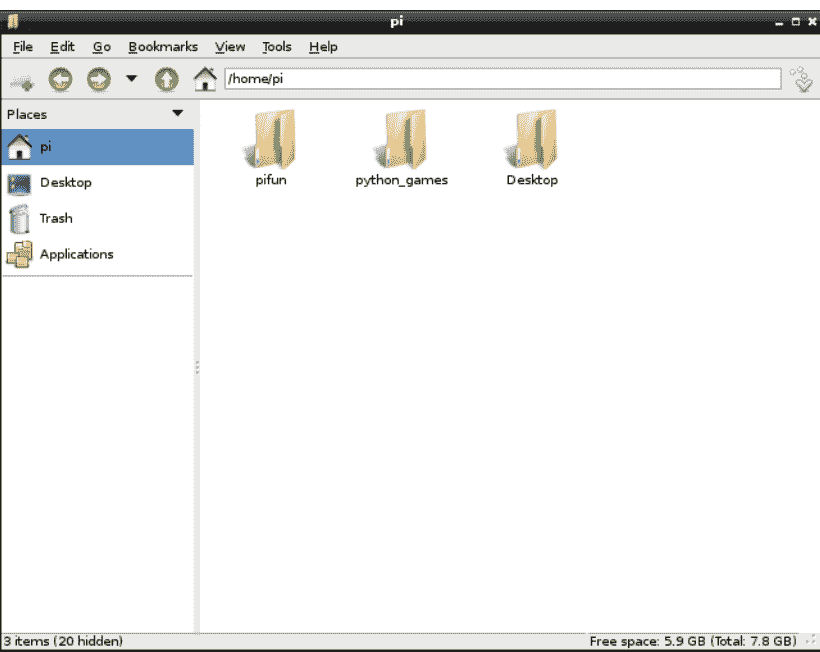 pi
File Edit Go Bookmarks View Tools Help
/home/pi
Places
pi
Desktop
Trash
Applications
pifun python_games Desktop
3 items (20 hidden) Free space: 5.9 GB (Total: 7.8 GB)